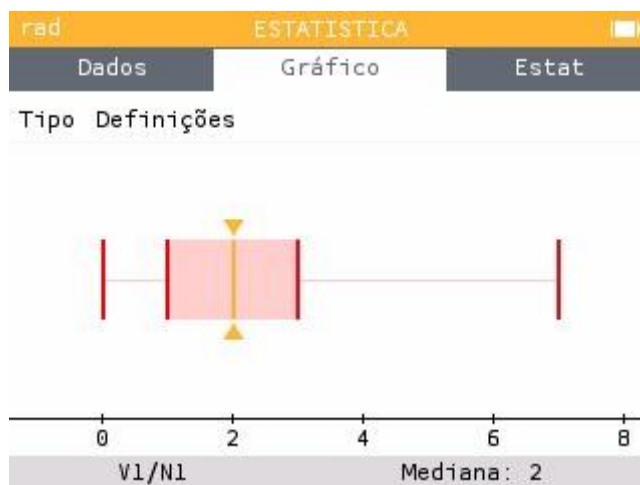 rad ESTATISTICA
Dados Gráfico Estat
Tipo Definições
0 2 4 6 8
V1/N1 Mediana: 2